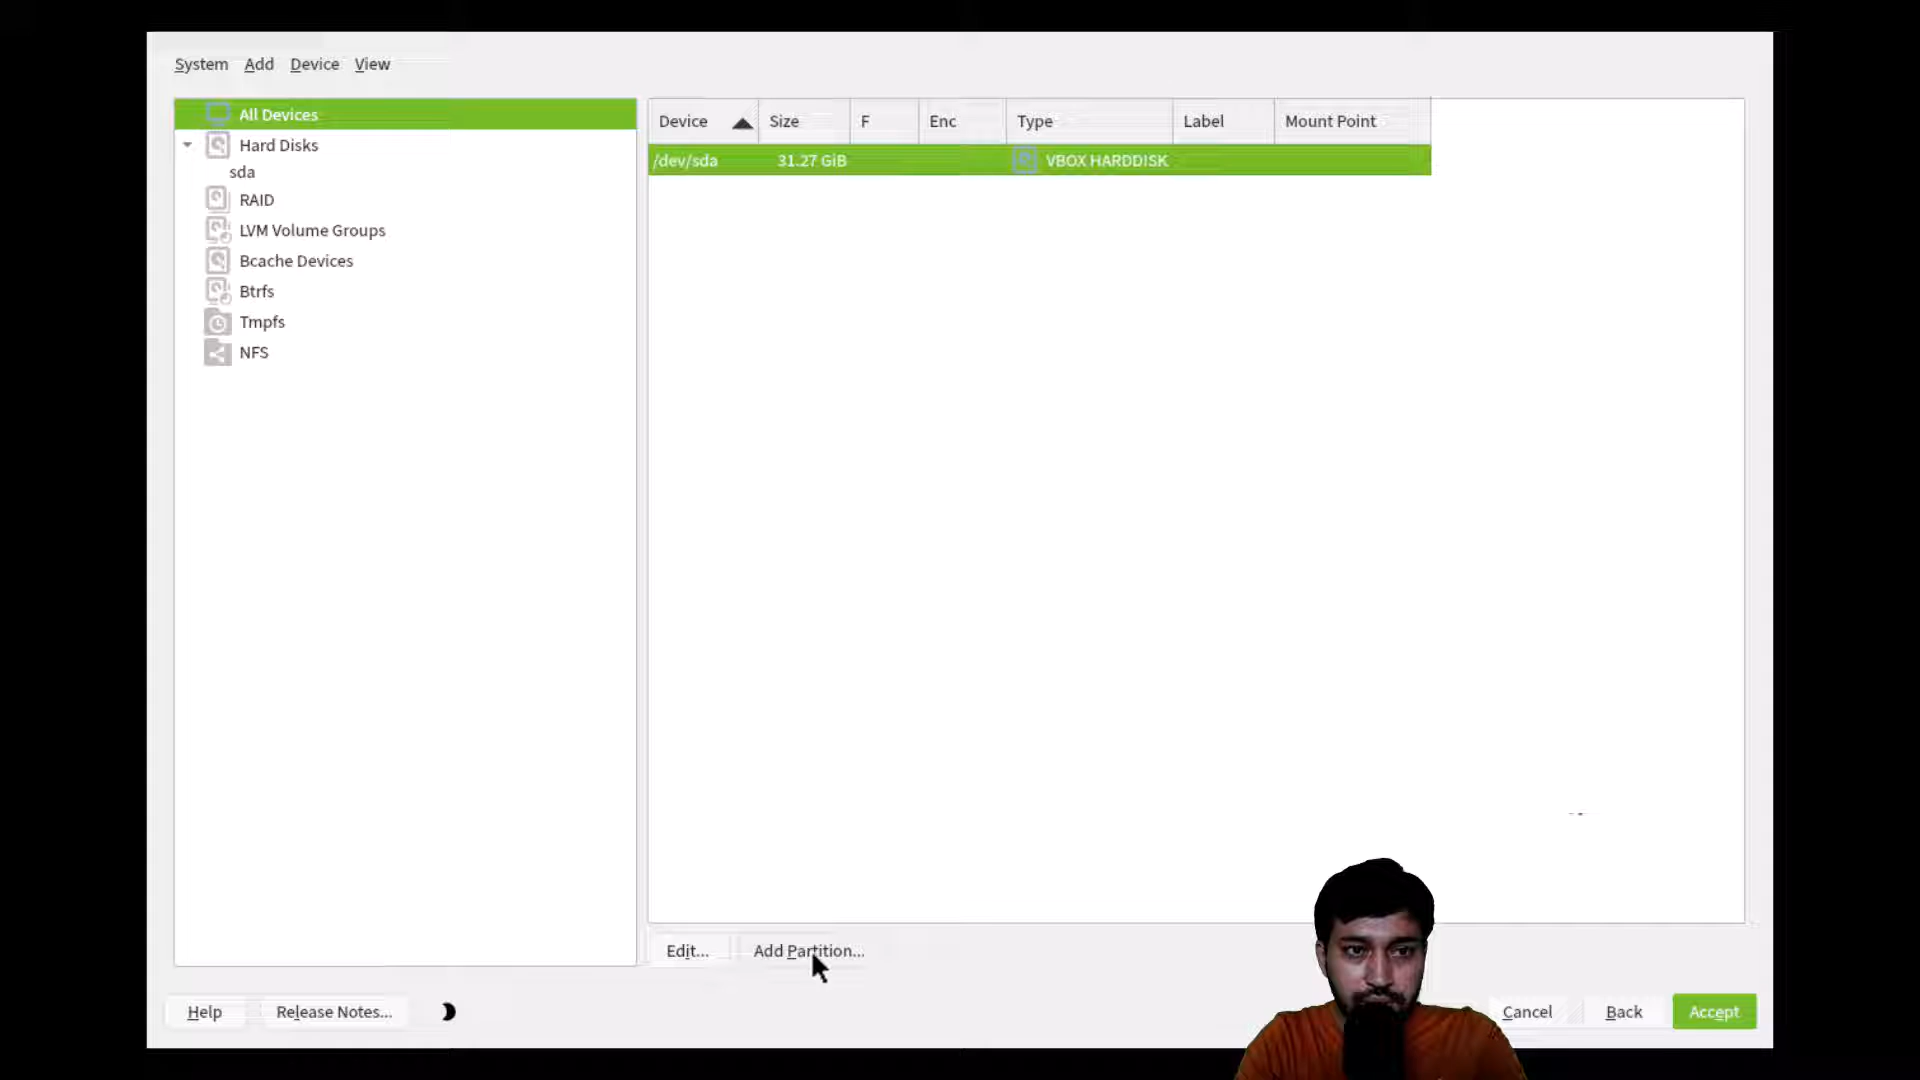 System Add Device View
All Devices
Hard Disks
sda
RAID
LVM Volume Groups
Bcache Devices
Btrfs
Tmpfs
NFS
Device Size F Enc Type Label Mount Point
/dev/sda 31.27 GiB VBOX HARDDISK
Edit... Add Partition...
Help Release Notes... Cancel Back Accept